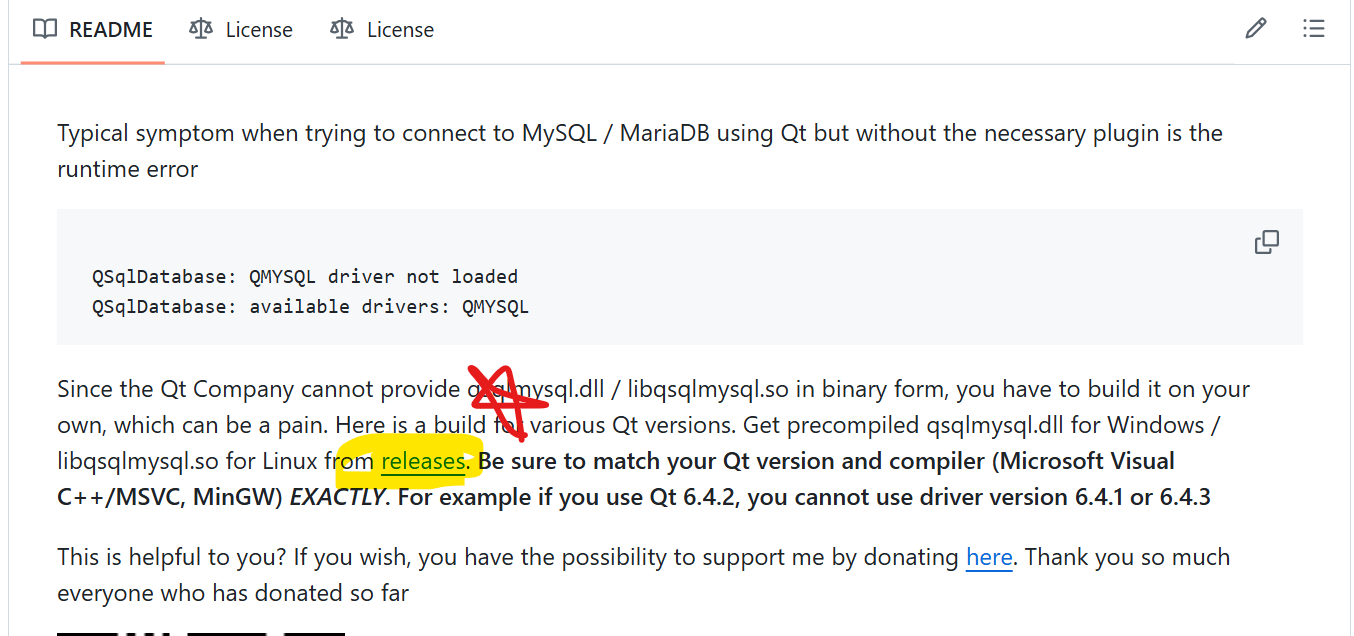 README License License
Typical symptom when trying to connect to MySQL / MariaDB using Qt but without the necessary plugin is the
runtime error
QSqlDatabase: QMYSQL driver not loaded
QSqlDatabase: available drivers: QMYSQL
Since the Qt Company cannot provide qsqlmysql.dll / libqsqlmysql.so in binary form, you have to build it on your
own, which can be a pain. Here is a build for various Qt versions. Get precompiled qsqlmysql.dll for Windows /
libqsqlmysql.so for Linux from releases. Be sure to match your Qt version and compiler (Microsoft Visual
C++/MSVC, MinGW) EXACTLY. For example if you use Qt 6.4.2, you cannot use driver version 6.4.1 or 6.4.3
This is helpful to you? If you wish, you have the possibility to support me by donating here. Thank you so much
everyone who has donated so far